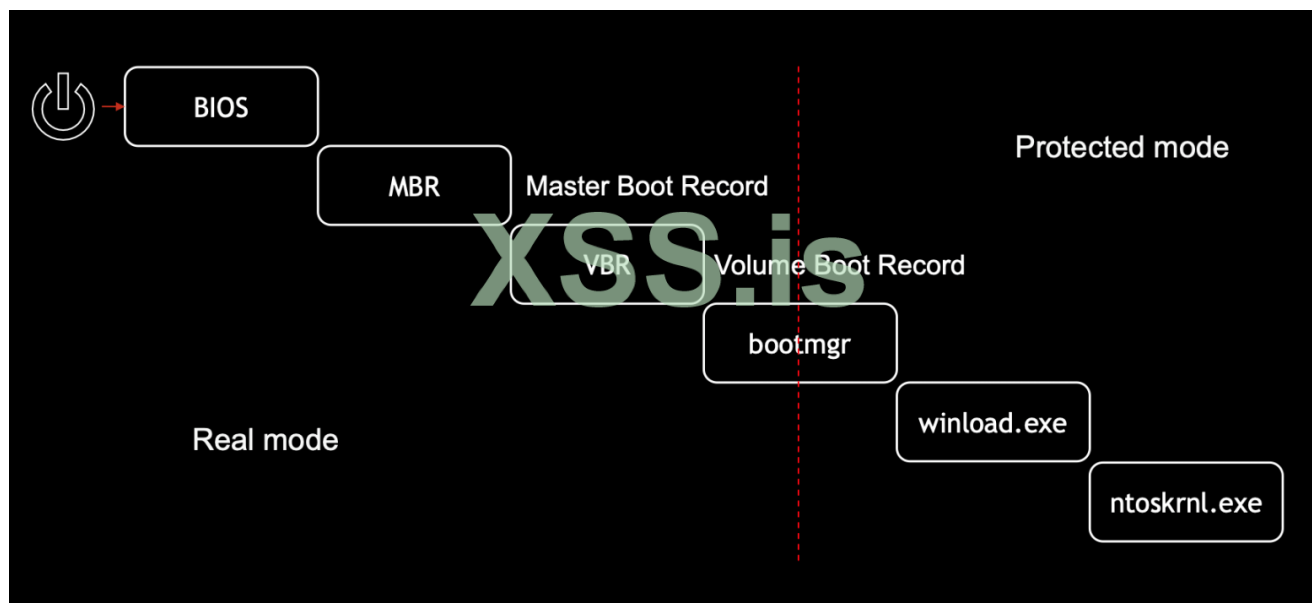 BIOS
Protected mode
MBR
Master Boot Record
XSS.is
VBR
Volume Boot Record
bootmgr
winload.exe
Real mode
ntoskrnl.exe